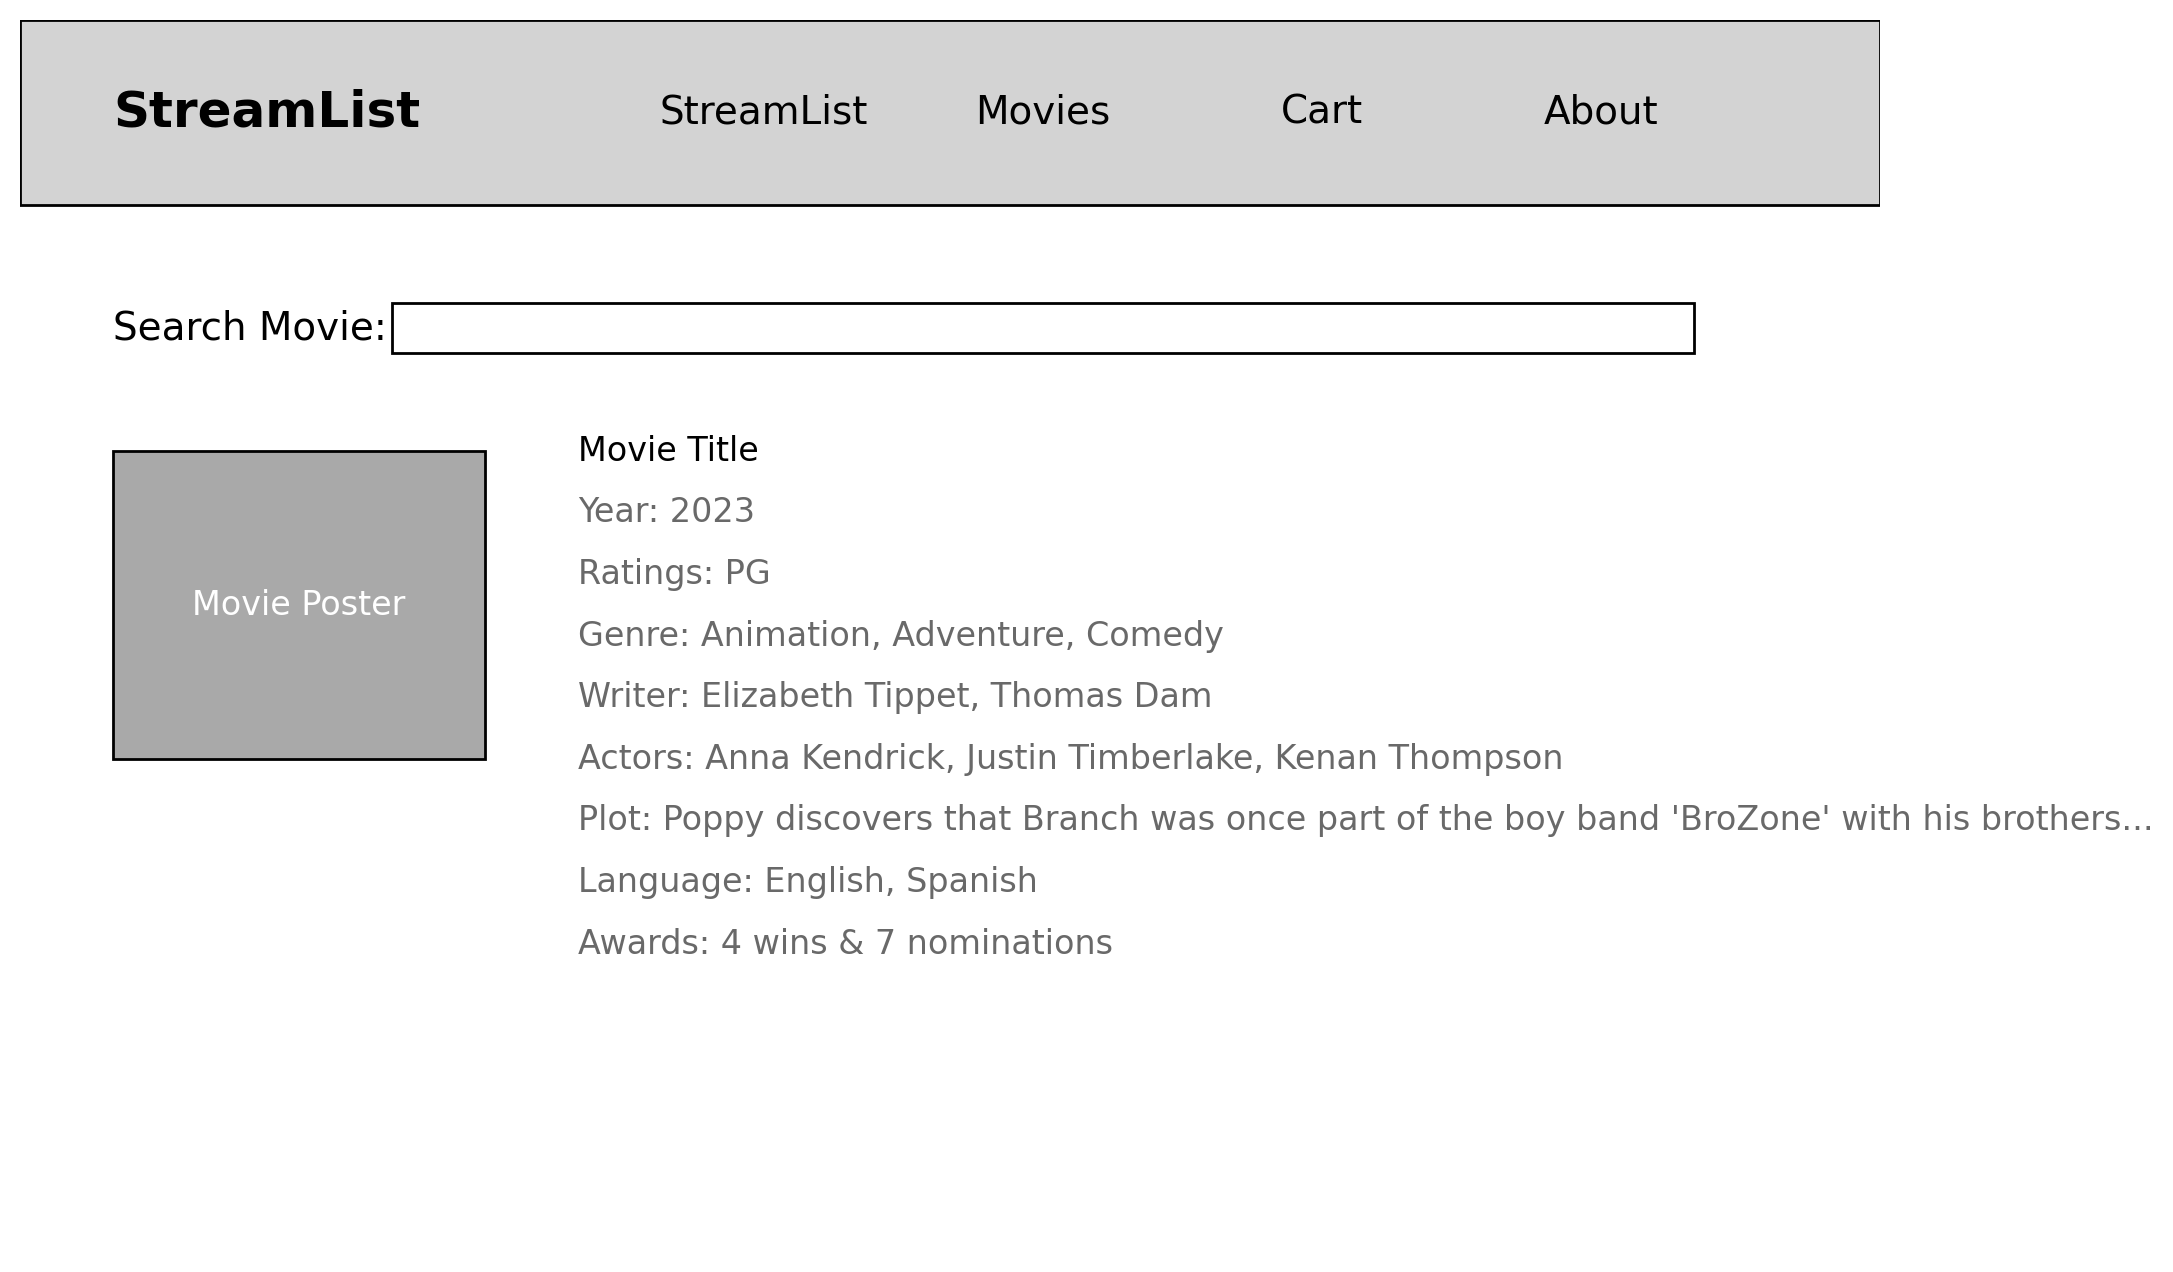 StreamList StreamList Movies Cart About
Search Movie:
Movie Poster
Movie Title
Year: 2023
Ratings: PG
Genre: Animation, Adventure, Comedy
Writer: Elizabeth Tippet, Thomas Dam
Actors: Anna Kendrick, Justin Timberlake, Kenan Thompson
Plot: Poppy discovers that Branch was once part of the boy band 'BroZone' with his brothers...
Language: English, Spanish
Awards: 4 wins & 7 nominations